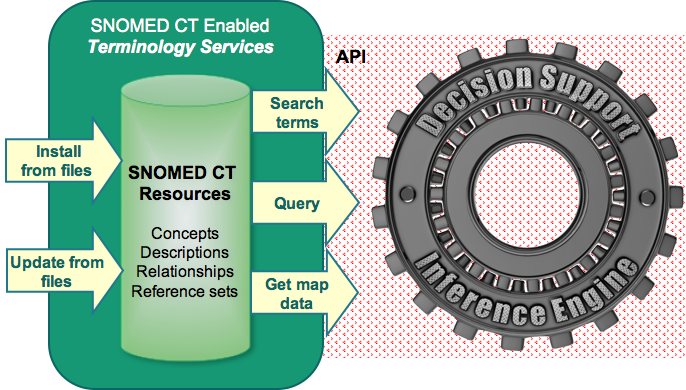 SNOMED CT Enabled
Terminology Services
API
Install
from files
Update from
files
SNOMED CT
Resources
Concepts
Descriptions
Relationships
Reference sets
Search
terms
Query
Get map
data
Decision Support
Inference Engine